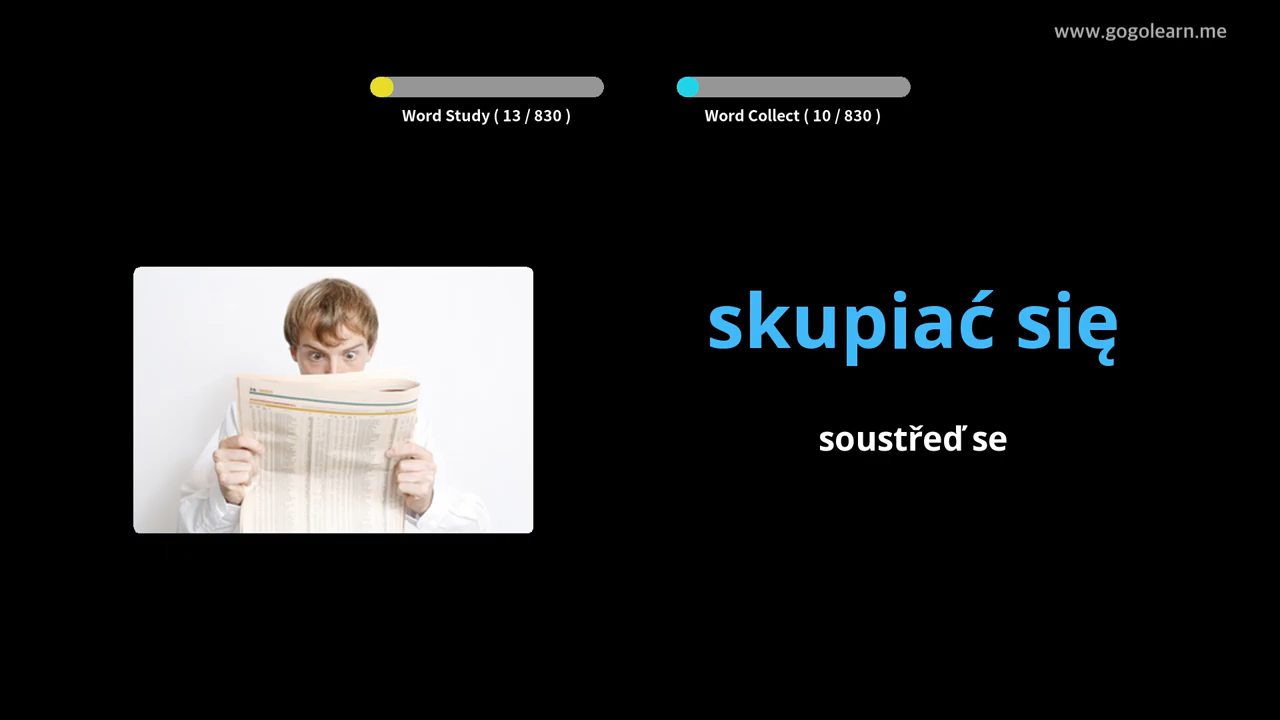 www.gogolearn.me
Word Study ( 13 / 830 )
Word Collect ( 10 / 830 )
skupiać się
soustřeď se